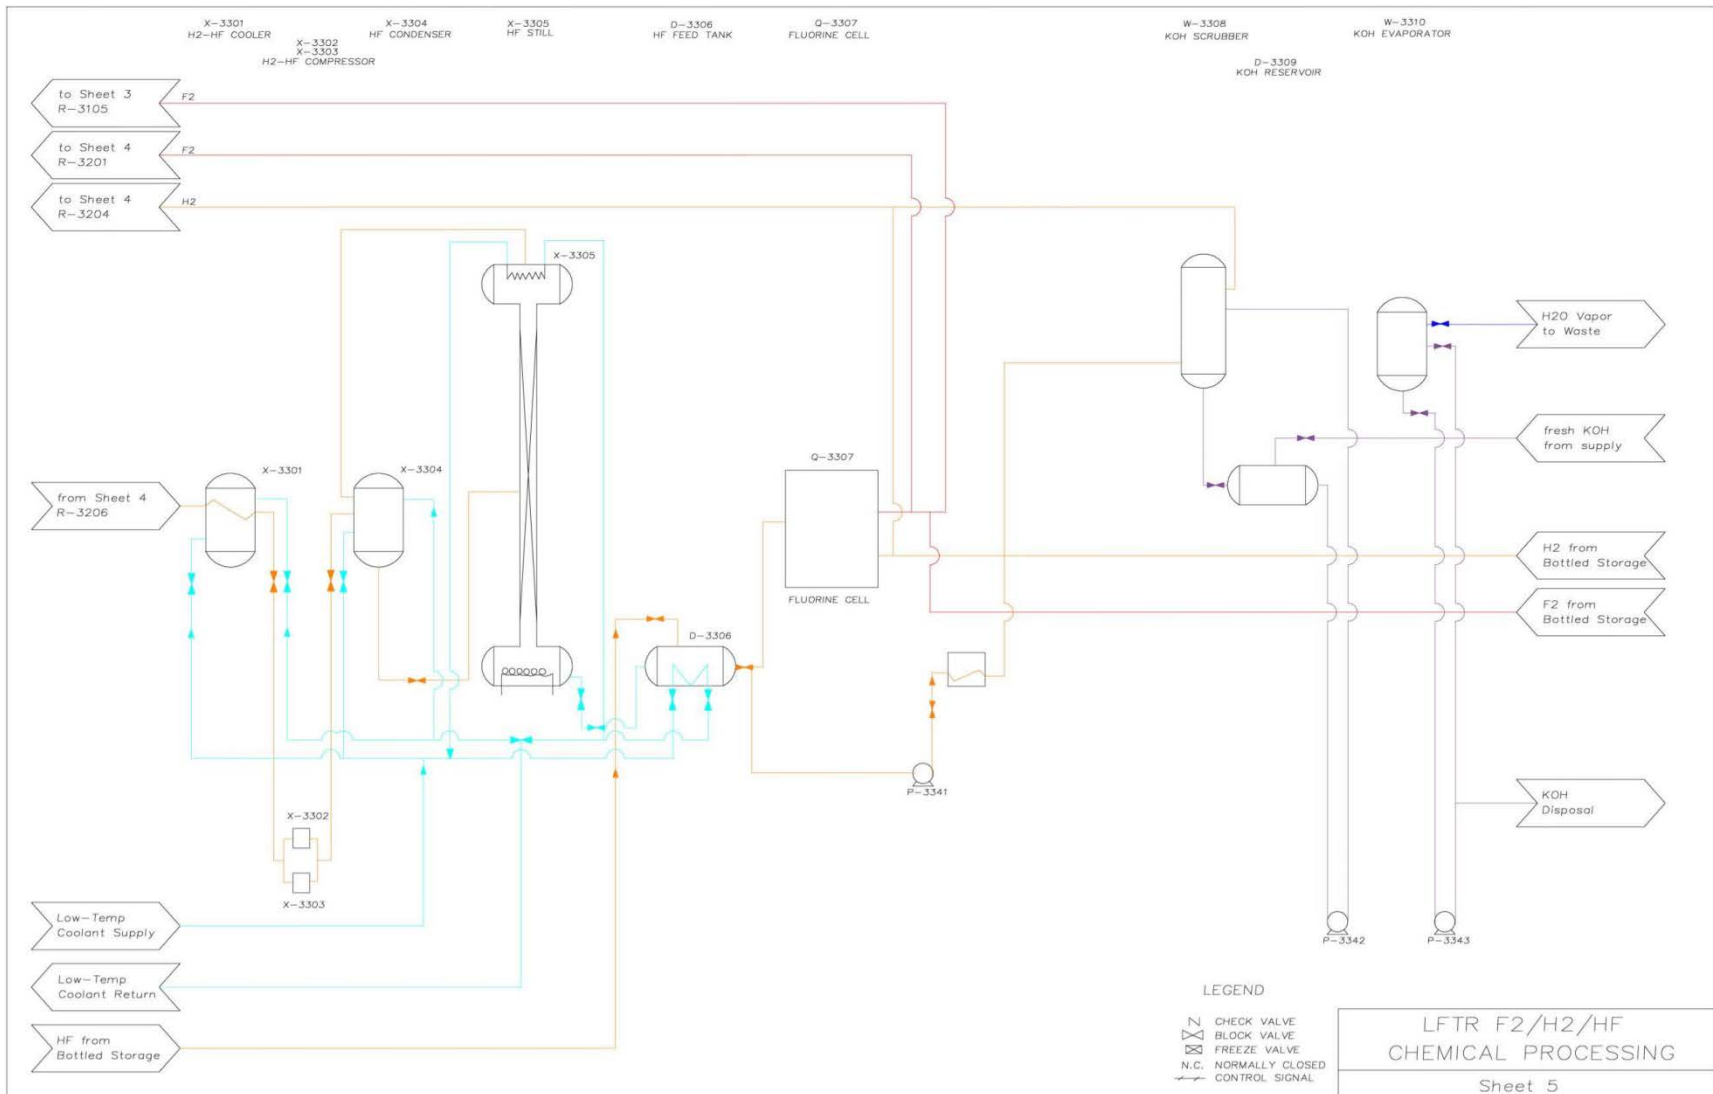 X-3301
H2-HF COOLER
X-3302
X-3303
H2-HF COMPRESSOR
X-3304
HF CONDENSER
X-3305
HF STILL
D-3306
HF FEED TANK
Q-3307
FLUORINE CELL
W-3308
KOH SCRUBBER
D-3309
KOH RESERVOIR
W-3310
KOH EVAPORATOR
to Sheet 3
R-3105
F2
to Sheet 4
R-3201
F2
to Sheet 4
R-3204
H2
X-3305
H2O Vapor
to Waste
fresh KOH
from supply
Q-3307
X-3301
X-3304
from Sheet 4
R-3206
H2 from
Bottled Storage
FLUORINE CELL
F2 from
Bottled Storage
D-3306
P-3341
KOH
Disposal
X-3302
X-3303
Low-Temp
Coolant Supply
P-3342
P-3343
Low-Temp
Coolant Return
HF from
Bottled Storage
LEGEND
CHECK VALVE
BLOCK VALVE
FREEZE VALVE
N.C. NORMALLY CLOSED
CONTROL SIGNAL
LFTR F2/H2/HF
CHEMICAL PROCESSING
Sheet 5